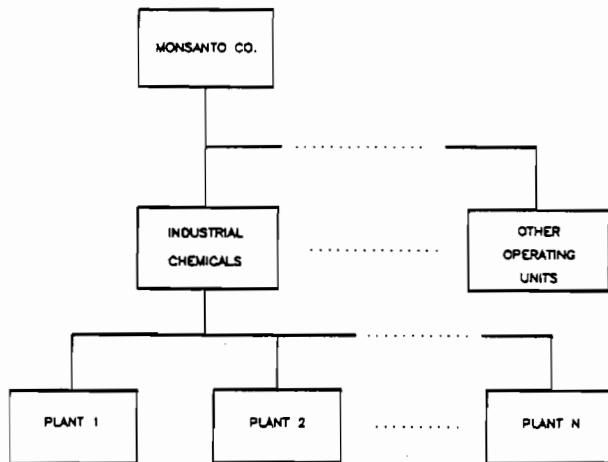 MONSANTO CO.
INDUSTRIAL
CHEMICALS
OTHER
OPERATING
UNITS
PLANT 1
PLANT 2
PLANT N